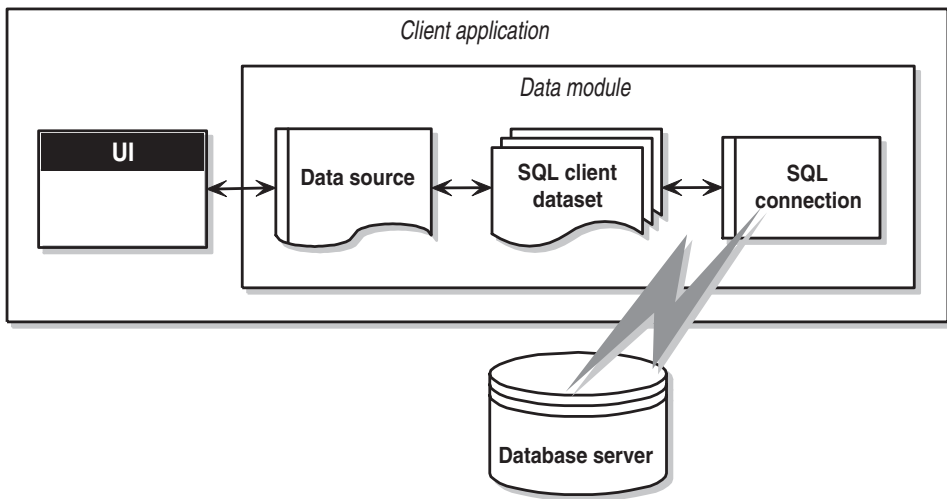 Client application
Data module
UI
Data source
SQL client
dataset
SQL
connection
Database server